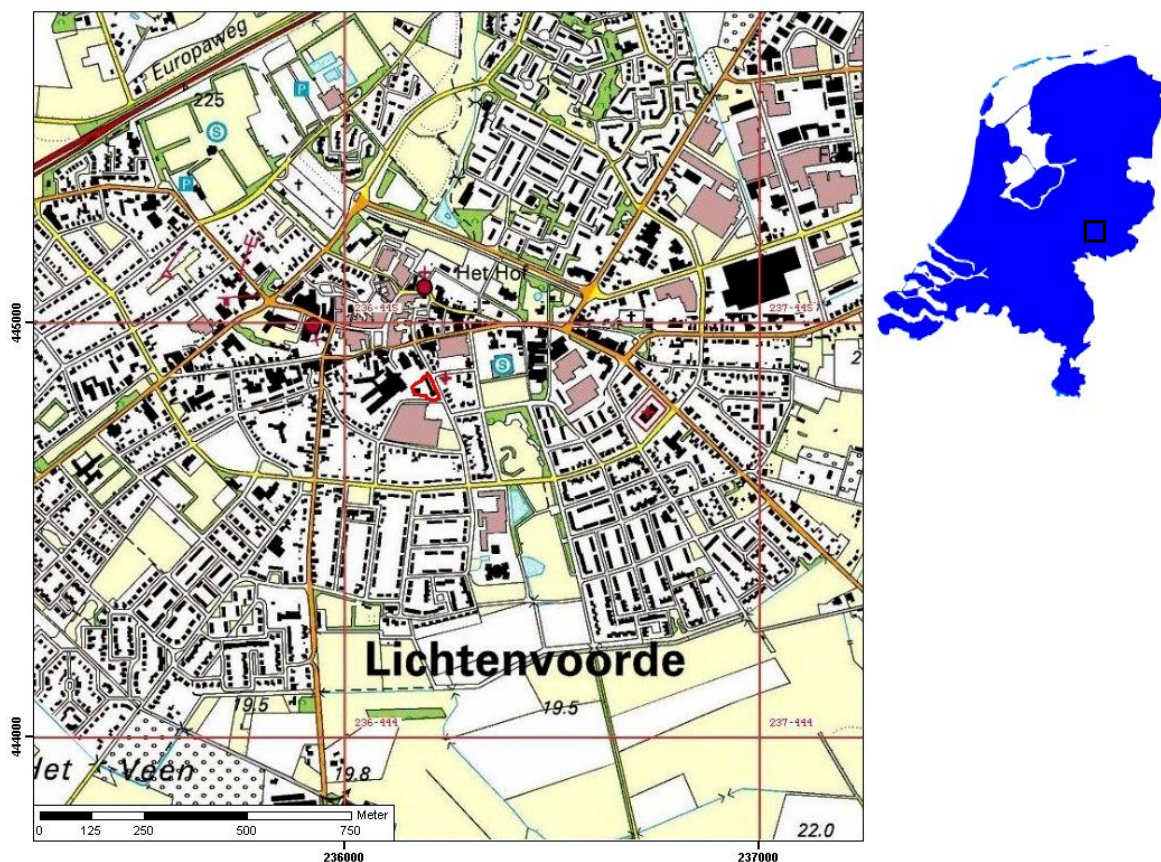 Europaweg
225
P
S
P
A
E
Het Hof
236-445
237-445
445000
S
2
Lichtenvoorde
19.5
19.5
236-444
237-444
444000
Het Veen
19.8
22.0
Meter
0 125 250 500 750
236000 237000